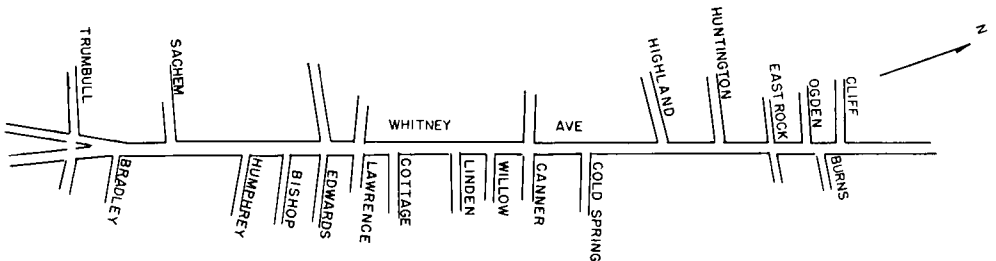 TRUMBULL
SACHEM
HIGHLAND
HUNTINGTON
EAST ROCK
OGDEN
CLIFF
N
WHITNEY AVE
BRADLEY
HUMPHREY
BISHOP
EDWARDS
LAWRENCE
COTTAGE
LINDEN
WILLOW
CANNER
COLD SPRING
BURNS